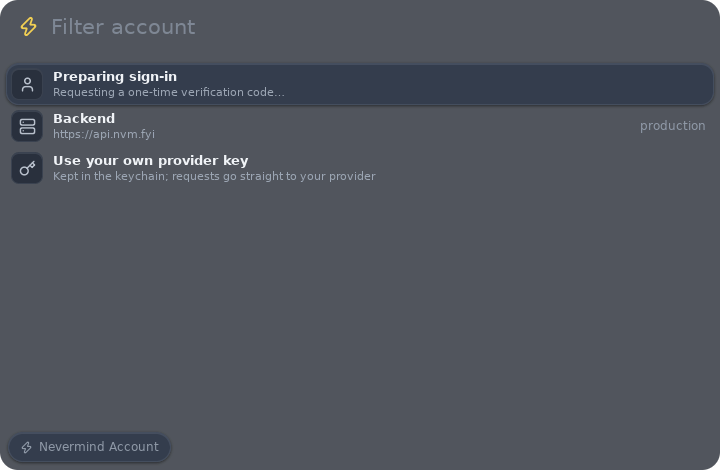 Filter account
Preparing sign-in
Requesting a one-time verification code...
Backend
https://api.nvm.fyi
production
Use your own provider key
Kept in the keychain; requests go straight to your provider
Nevermind Account